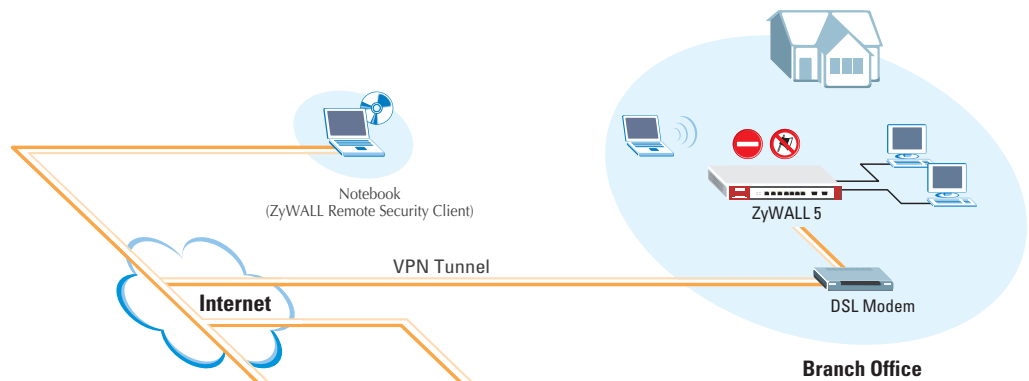 Notebook
(ZyWALL Remote Security Client)
ZyWALL 5
VPN Tunnel
Internet
DSL Modem
Branch Office